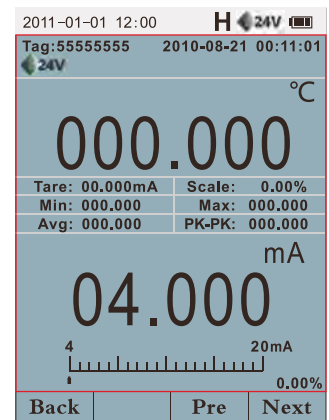 2011-01-01 12:00 H 24V
Tag:55555555 2010-08-21 00:11:01
24V
°C
000.000
Tare: 00.000mA Scale: 0.00%
Min: 000.000 Max: 000.000
Avg: 000.000 PK-PK: 000.000
mA
04.000
4 20mA
0.00%
Back Pre Next